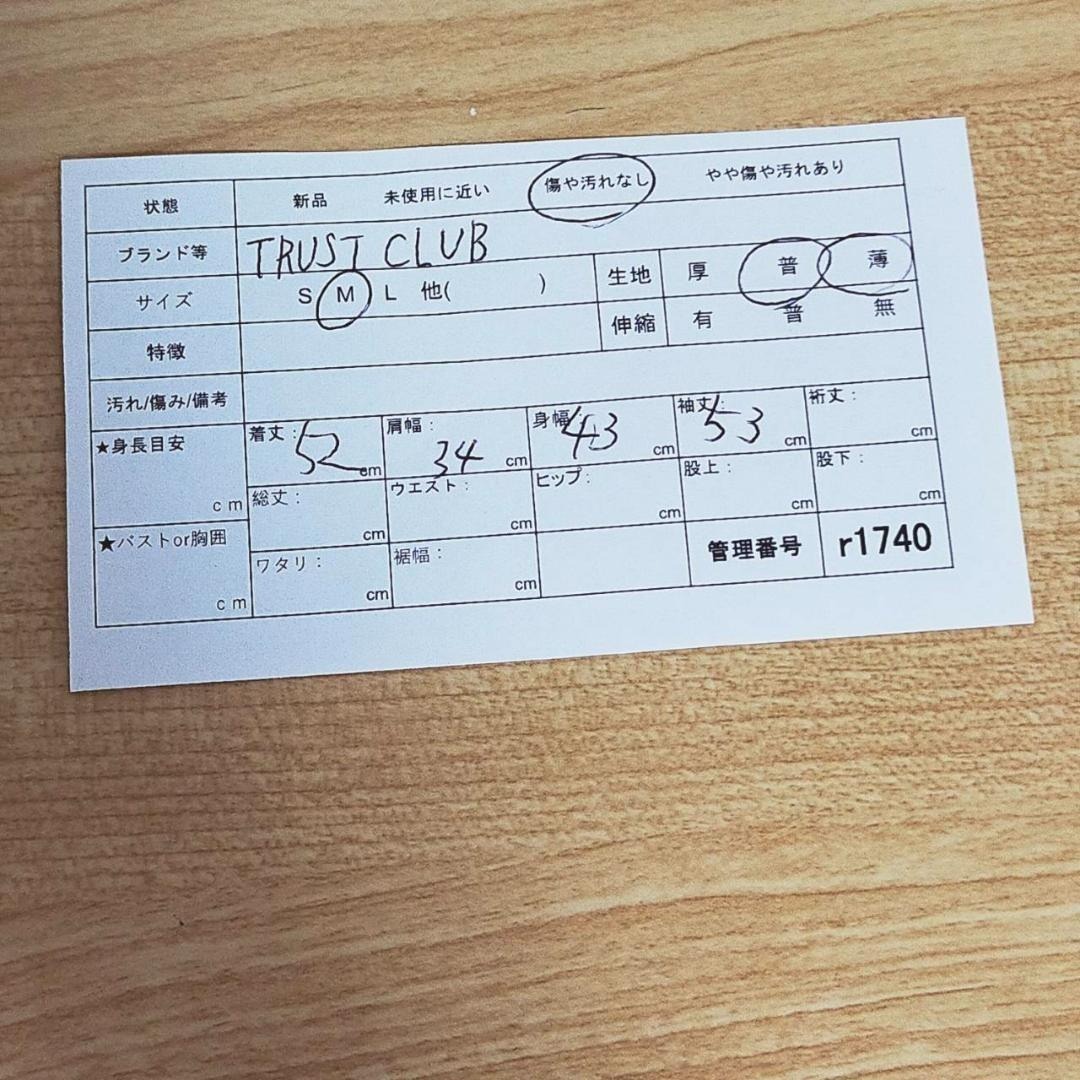 状態 新品 未使用に近い 傷や汚れなし やや傷や汚れあり
ブランド等 TRUST CLUB
サイズ S M L 他( ) 生地 厚 普 薄
特徴 伸縮 有 普 無
汚れ/傷み/備考
★身長目安 cm 着丈: 52 cm 肩幅: 34 cm 身幅: 43 cm 袖丈: 53 cm 裄丈: cm
総丈: cm ウエスト: cm ヒップ: cm 股上: cm 股下: cm
★バストor胸囲 cm ワタリ: cm 裾幅: cm 管理番号 r1740